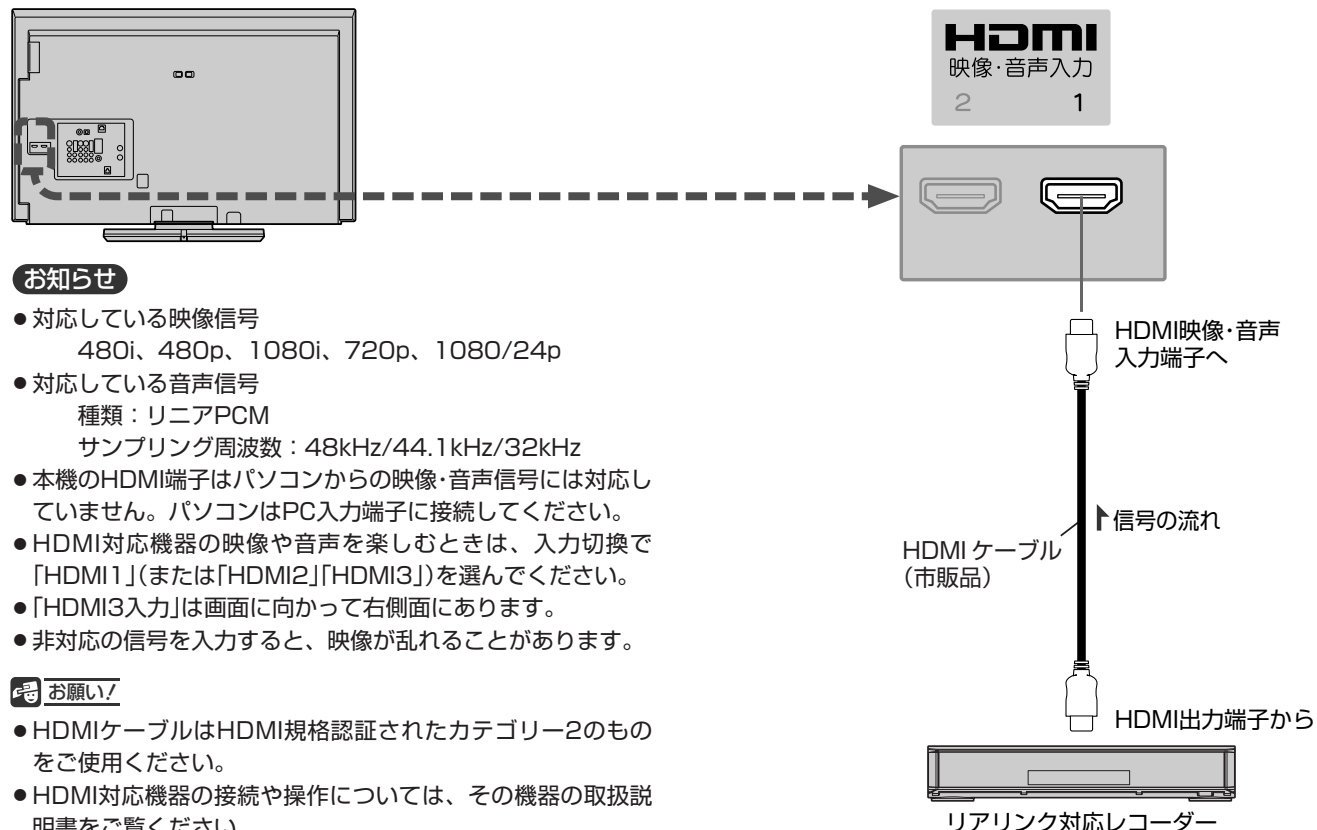 HDMI
映像・音声入力
2 1
お知らせ
●対応している映像信号
480i、480p、1080i、720p、1080/24p
●対応している音声信号
種類：リニアPCM
サンプリング周波数：48kHz/44.1kHz/32kHz
●本機のHDMI端子はパソコンからの映像・音声信号には対応し
ていません。パソコンはPC入力端子に接続してください。
●HDMI対応機器の映像や音声を楽しむときは、入力切換で
「HDMI1」（または「HDMI2」「HDMI3」）を選んでください。
●「HDMI3入力」は画面に向かって右側面にあります。
●非対応の信号を入力すると、映像が乱れることがあります。
お願い！
●HDMIケーブルはHDMI規格認証されたカテゴリー2のもの
をご使用ください。
●HDMI対応機器の接続や操作については、その機器の取扱説
明書をご覧ください
HDMI映像・音声
入力端子へ
信号の流れ
HDMI ケーブル
（市販品）
HDMI出力端子から
リアリンク対応レコーダー